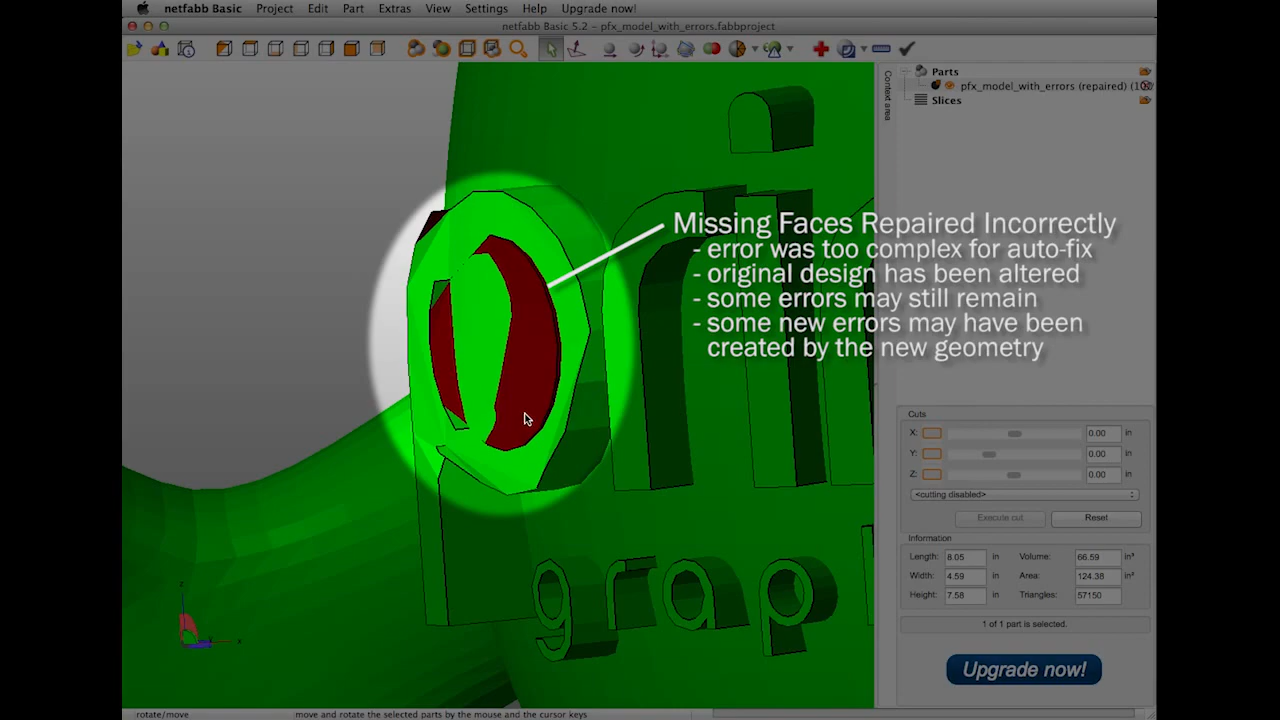 netfabb Basic Project Edit Part Extras View Settings Help Upgrade now!
netfabb Basic 5.2 - pfx_model_with_errors.fabbproject
Context area
Parts
pfx_model_with_errors (repaired)
Slices
Missing Faces Repaired Incorrectly
- error was too complex for auto-fix
- original design has been altered
- some errors may still remain
- some new errors may have been
created by the new geometry
grap
Cuts
X: 0.00 in
Y: 0.00 in
Z: 0.00 in
<cutting disabled>
Execute cut Reset
Information
Length: 8.05 in Volume: 66.59 in³
Width: 4.59 in Area: 124.38 in²
Height: 7.58 in Triangles: 57150
1 of 1 part is selected.
Upgrade now!
z
x
rotate/move move and rotate the selected parts by the mouse and the cursor keys